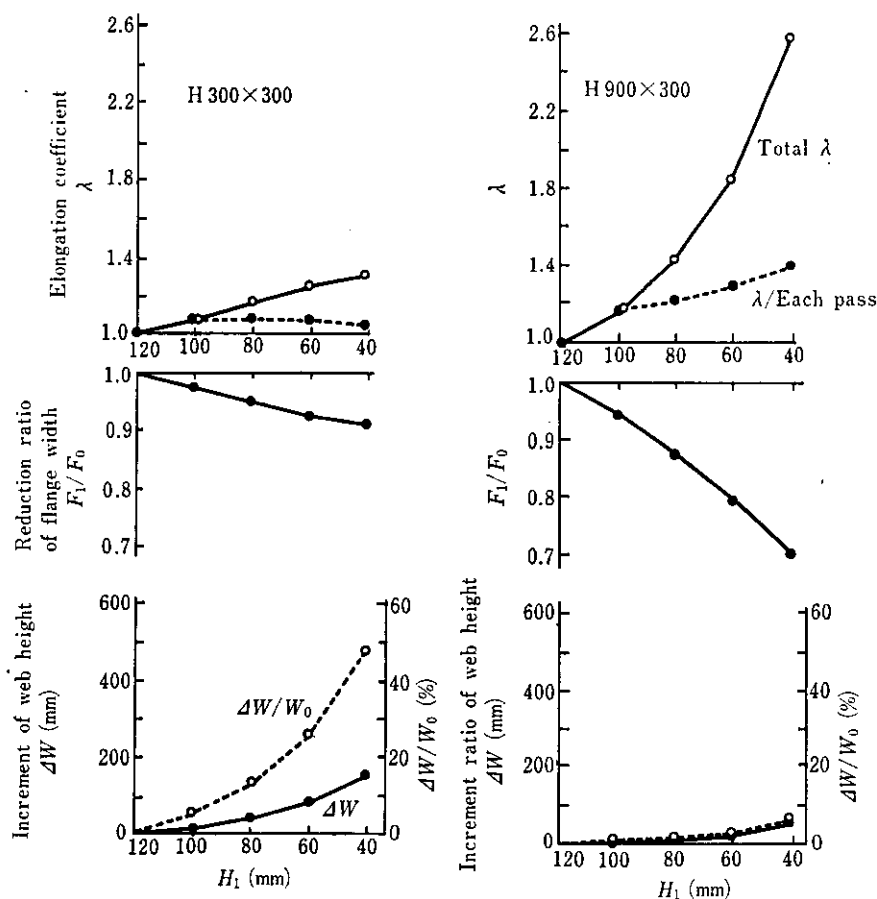 2.6
2.2
1.8
1.4
1.0
H 300×300
Elongation coefficient
λ
120 100 80 60 40
1.0
0.9
0.8
0.7
Reduction ratio
of flange width
F₁/F₀
600
500
400
300
200
100
0
Increment of web height
ΔW (mm)
ΔW/W₀
ΔW
60
40
20
0
ΔW/W₀ (%)
120 100 80 60 40
H₁ (mm)
2.6
2.2
1.8
1.4
1.0
H 900×300
λ
Total λ
λ/Each pass
120 100 80 60 40
1.0
0.9
0.8
0.7
F₁/F₀
600
500
400
300
200
100
0
Increment ratio of web height
ΔW (mm)
60
40
20
0
ΔW/W₀ (%)
120 100 80 60 40
H₁ (mm)